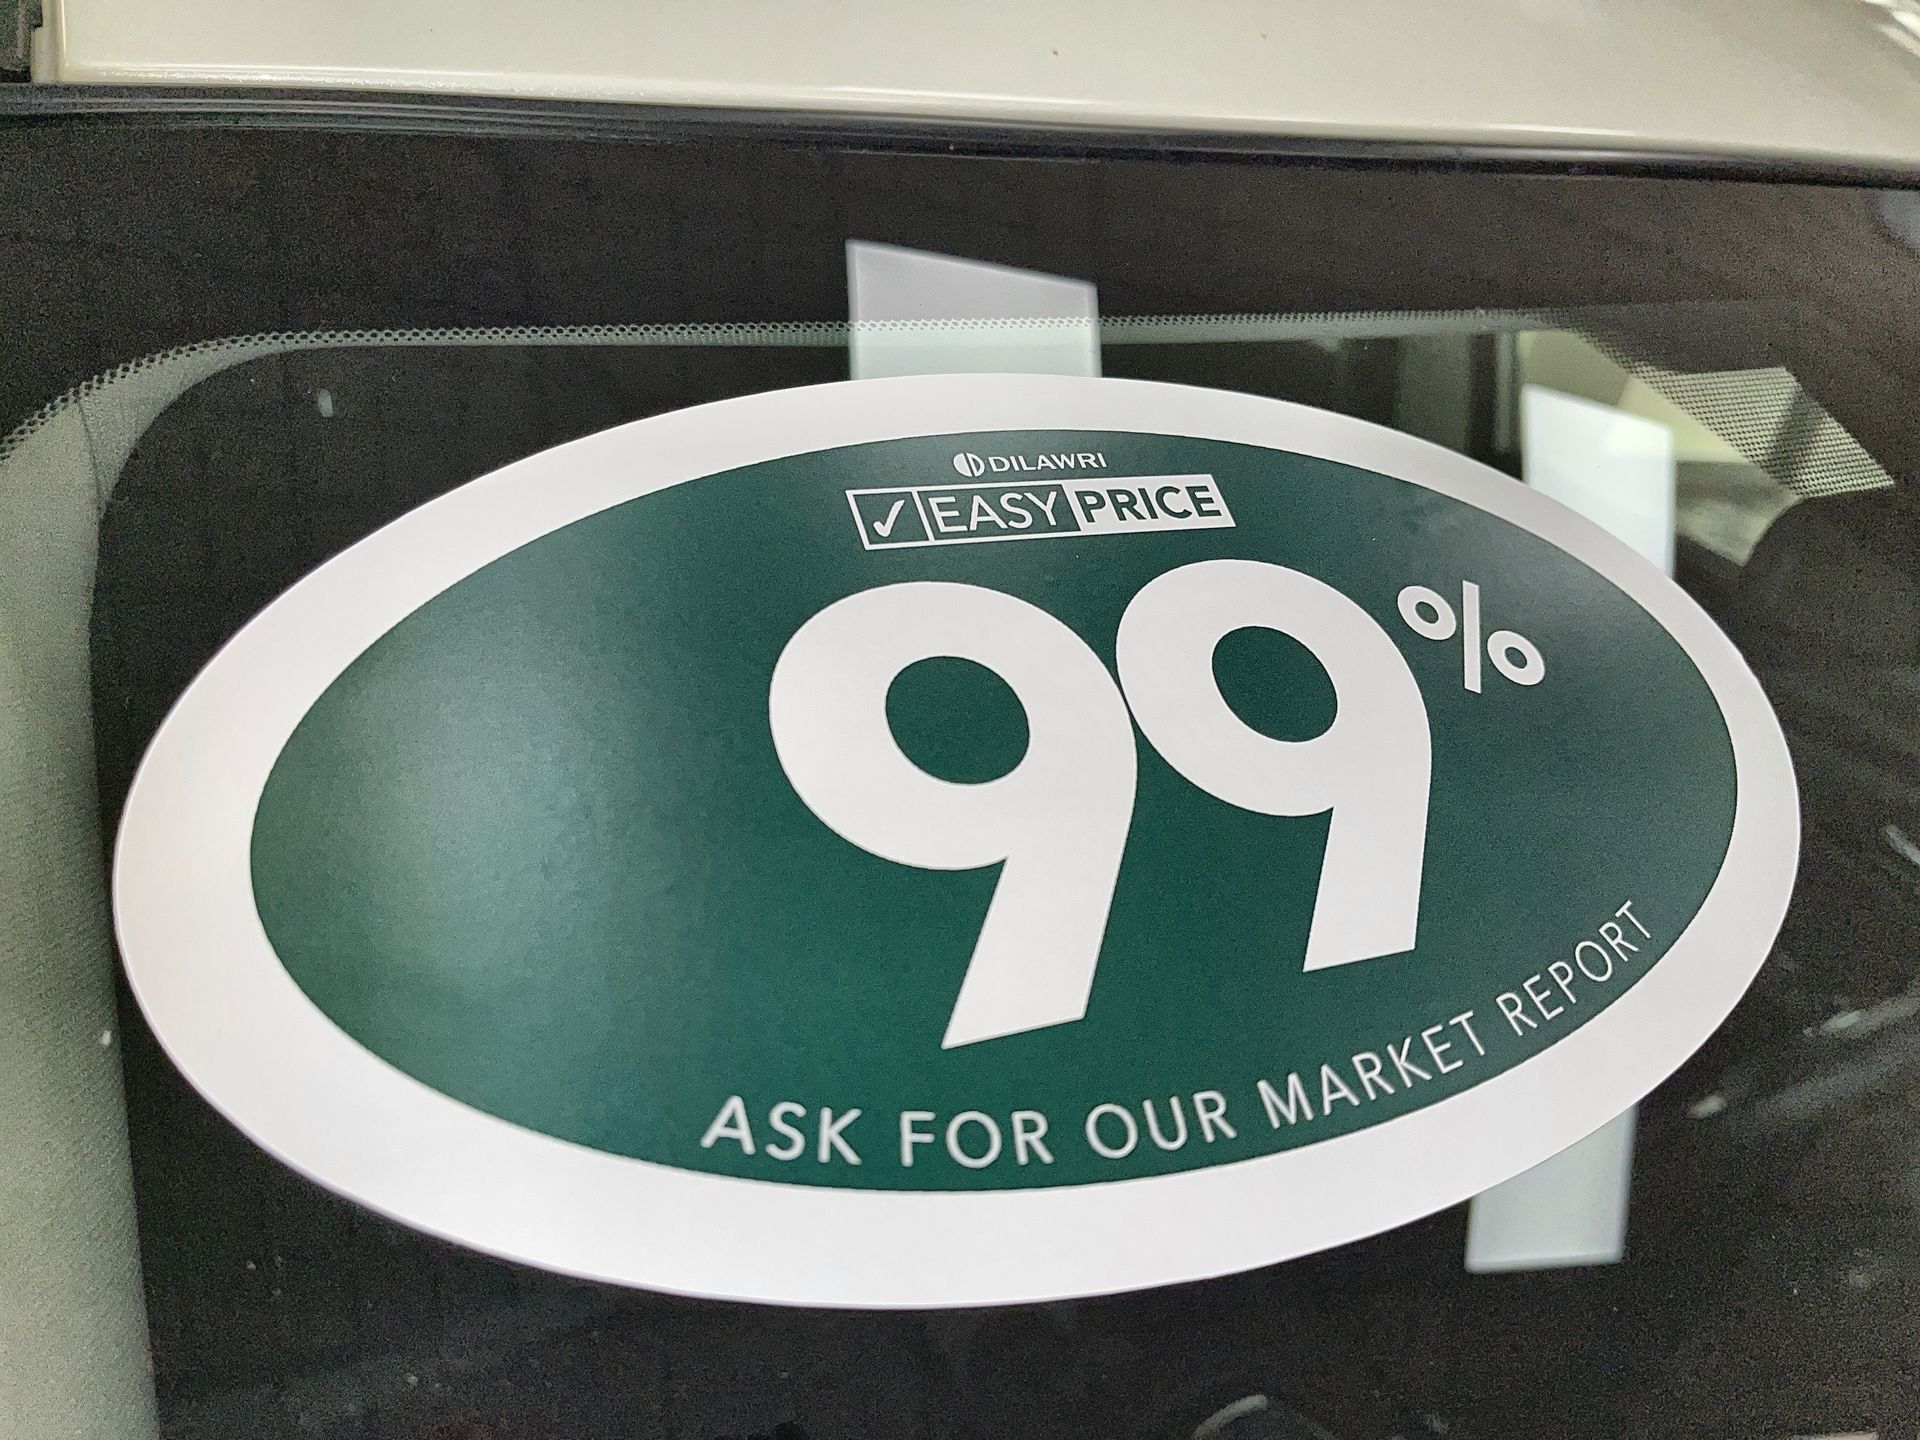 DILAWRI
✓ EASY PRICE
99%
ASK FOR OUR MARKET REPORT